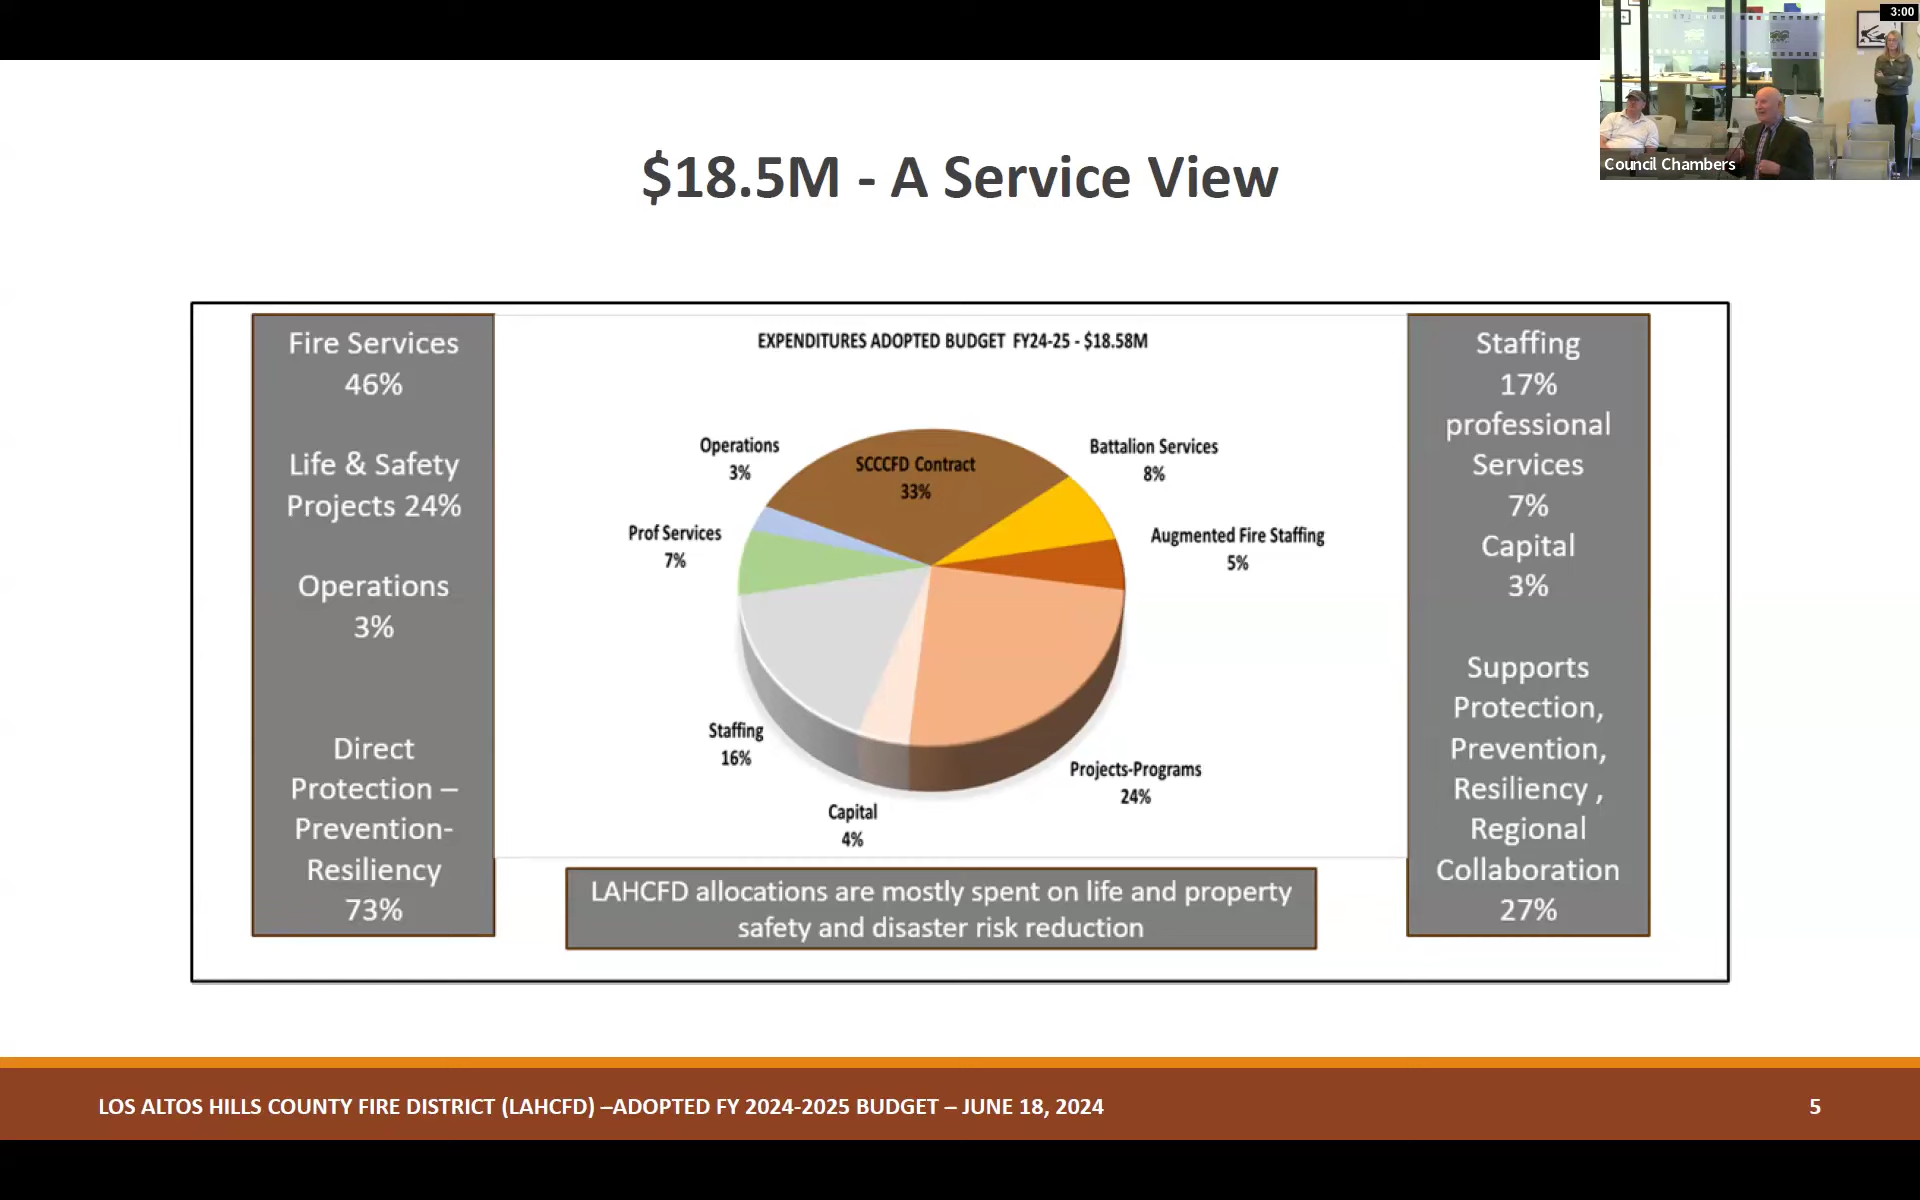 3:00
Council Chambers
$18.5M - A Service View
Fire Services
46%
Life & Safety
Projects 24%
Operations
3%
Direct
Protection –
Prevention-
Resiliency
73%
EXPENDITURES ADOPTED BUDGET FY24-25 - $18.58M
Operations
3%
SCCCFD Contract
33%
Battalion Services
8%
Prof Services
7%
Augmented Fire Staffing
5%
Staffing
16%
Projects-Programs
24%
Capital
4%
LAHCFD allocations are mostly spent on life and property
safety and disaster risk reduction
Staffing
17%
professional
Services
7%
Capital
3%
Supports
Protection,
Prevention,
Resiliency ,
Regional
Collaboration
27%
LOS ALTOS HILLS COUNTY FIRE DISTRICT (LAHCFD) –ADOPTED FY 2024-2025 BUDGET – JUNE 18, 2024
5